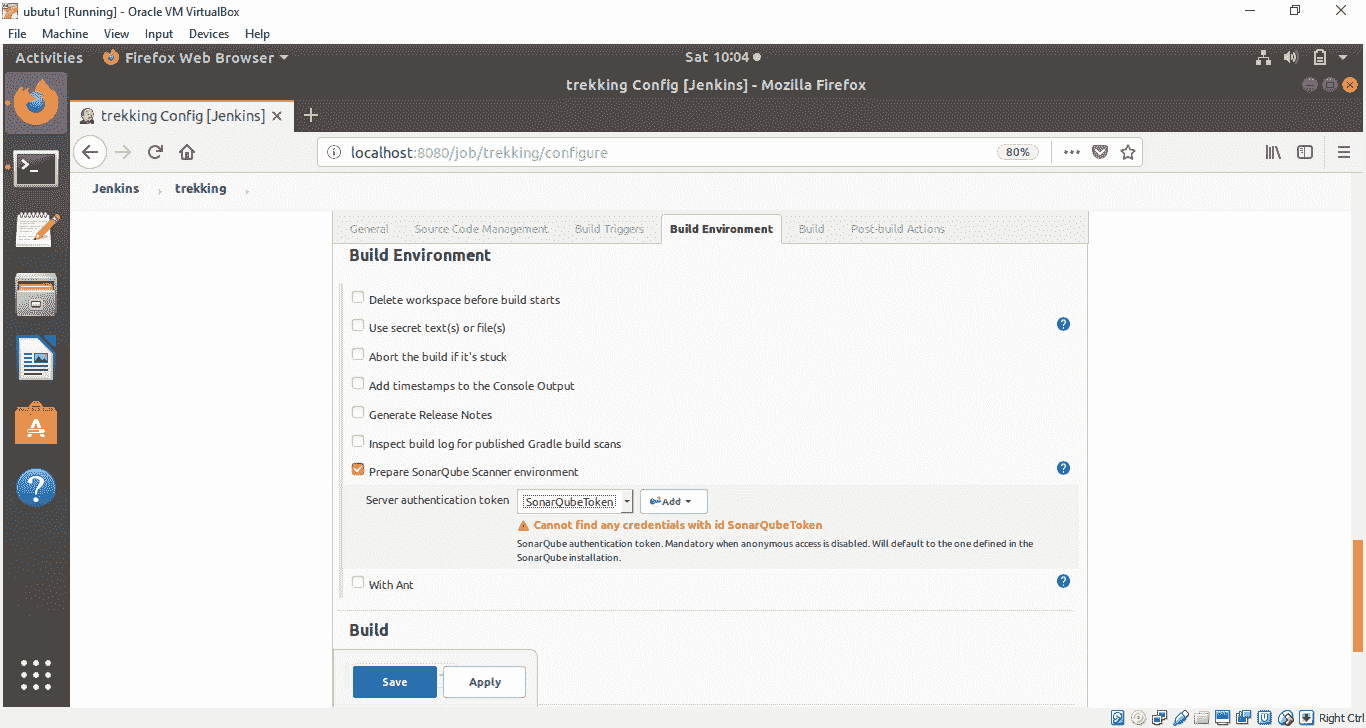 ubutu1 [Running] - Oracle VM VirtualBox
File Machine View Input Devices Help
Activities Firefox Web Browser Sat 10:04
trekking Config [Jenkins] - Mozilla Firefox
trekking Config [Jenkins]
localhost:8080/job/trekking/configure 80%
Jenkins trekking
General Source Code Management Build Triggers Build Environment Build Post-build Actions
Build Environment
Delete workspace before build starts
Use secret text(s) or file(s)
Abort the build if it's stuck
Add timestamps to the Console Output
Generate Release Notes
Inspect build log for published Gradle build scans
Prepare SonarQube Scanner environment
Server authentication token SonarQubeToken Add
Cannot find any credentials with id SonarQubeToken
SonarQube authentication token. Mandatory when anonymous access is disabled. Will default to the one defined in the
SonarQube installation.
With Ant
Build
Save Apply
Right Ctrl